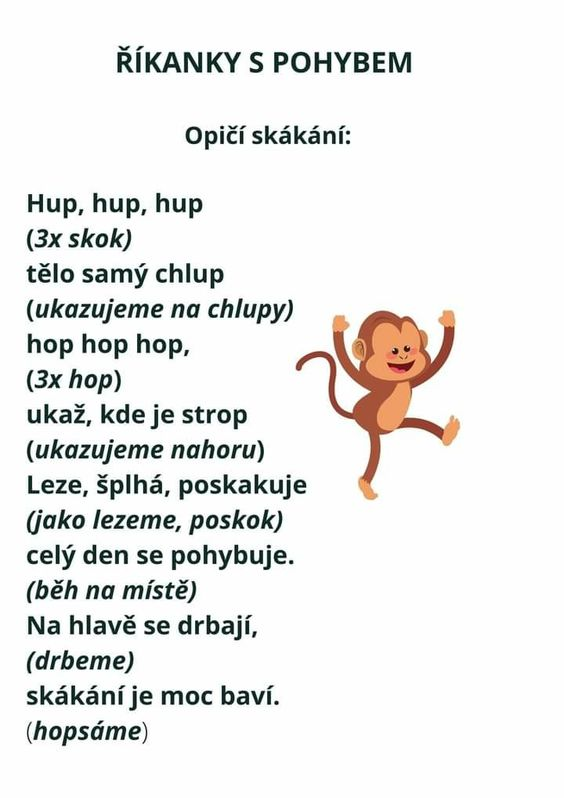 ŘÍKANKY S POHYBEM
Opičí skákání:
Hup, hup, hup
(3x skok)
tělo samý chlup
(ukazujeme na chlupy)
hop hop hop,
(3x hop)
ukaž, kde je strop
(ukazujeme nahoru)
Leze, šplhá, poskakuje
(jako lezeme, poskok)
celý den se pohybuje.
(běh na místě)
Na hlavě se drbají,
(drbeme)
skákání je moc baví.
(hopsáme)